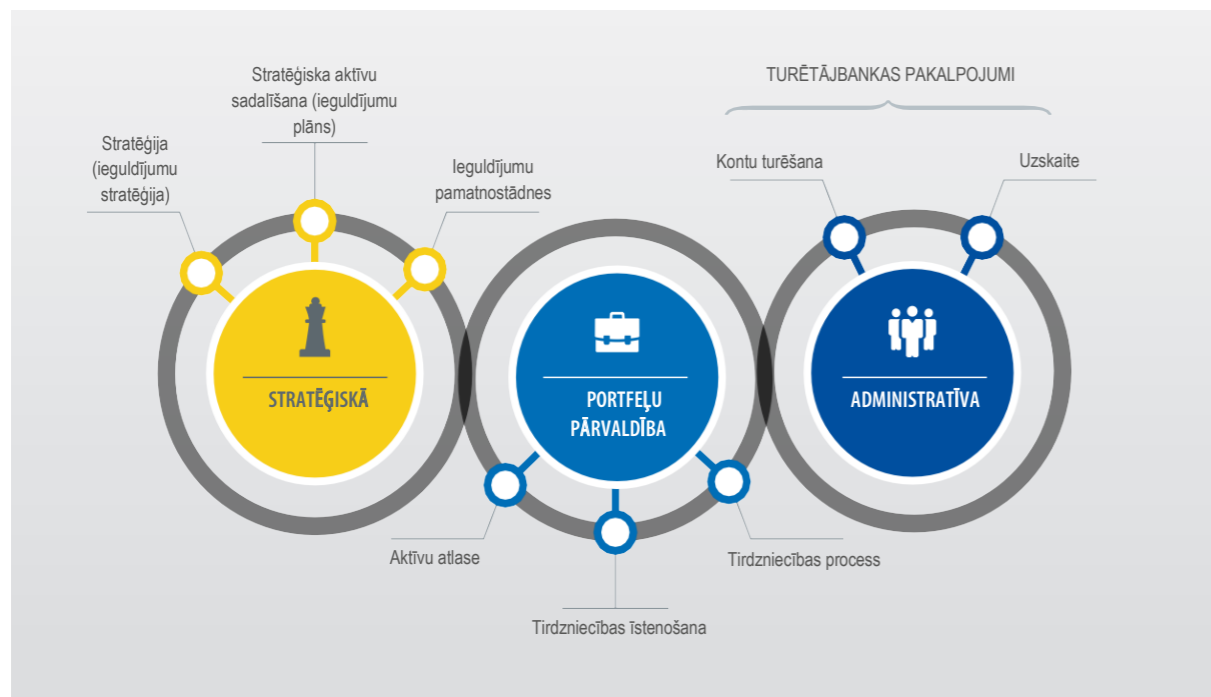 Stratēģiska aktīvu
sadalīšana (ieguldījumu
plāns)
Stratēģija
(ieguldījumu
stratēģija)
Ieguldījumu
pamatnostādnes
TURĒTĀJBANKAS PAKALPOJUMI
Kontu turēšana
Uzskaite
STRATĒĢISKĀ
PORTFEĻU
PĀRVALDĪBA
ADMINISTRATĪVA
Aktīvu atlase
Tirdzniecības process
Tirdzniecības īstenošana